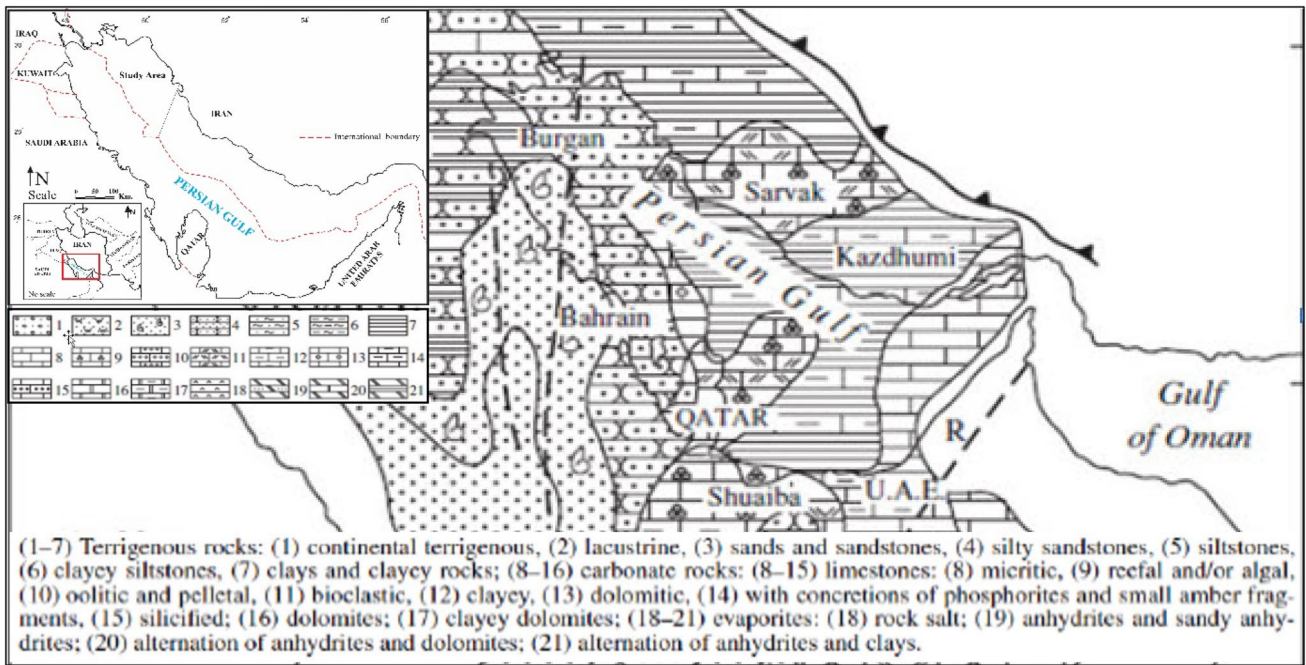 IRAQ
KUWAIT
Study Area
IRAN
SAUDI ARABIA
International boundary
N
Scale
0 50 100 Km.
PERSIAN GULF
QATAR
UNITED ARAB
EMIRATES
N
IRAN
No scale
Burgan
Sarvak
Persian Gulf
Kazdhumi
Bahrain
QATAR
Shuaiba
U.A.E
R
Gulf
of Oman
1 2 3 4 5 6 7
8 9 10 11 12 13 14
15 16 17 18 19 20 21
(1–7) Terrigenous rocks: (1) continental terrigenous, (2) lacustrine, (3) sands and sandstones, (4) silty sandstones, (5) siltstones,
(6) clayey siltstones, (7) clays and clayey rocks; (8–16) carbonate rocks: (8–15) limestones: (8) micritic, (9) reefal and/or algal,
(10) oolitic and pelletal, (11) bioclastic, (12) clayey, (13) dolomitic, (14) with concretions of phosphorites and small amber frag-
ments, (15) silicified; (16) dolomites; (17) clayey dolomites; (18–21) evaporites: (18) rock salt; (19) anhydrites and sandy anhy-
drites; (20) alternation of anhydrites and dolomites; (21) alternation of anhydrites and clays.